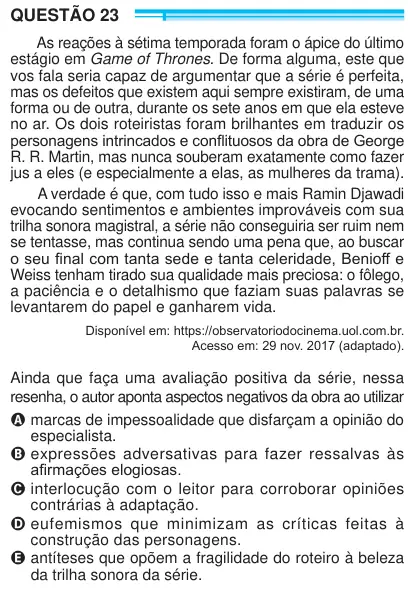 QUESTÃO 23
As reações à sétima temporada foram o ápice do último
estágio em Game of Thrones. De forma alguma, este que
vos fala seria capaz de argumentar que a série é perfeita,
mas os defeitos que existem aqui sempre existiram, de uma
forma ou de outra, durante os sete anos em que ela esteve
no ar. Os dois roteiristas foram brilhantes em traduzir os
personagens intrincados e conflituosos da obra de George
R. R. Martin, mas nunca souberam exatamente como fazer
jus a eles (e especialmente a elas, as mulheres da trama).
A verdade é que, com tudo isso e mais Ramin Djawadi
evocando sentimentos e ambientes improváveis com sua
trilha sonora magistral, a série não conseguiria ser ruim nem
se tentasse, mas continua sendo uma pena que, ao buscar
o seu final com tanta sede e tanta celeridade, Benioff e
Weiss tenham tirado sua qualidade mais preciosa: o fôlego,
a paciência e o detalhismo que faziam suas palavras se
levantarem do papel e ganharem vida.
Disponível em: https://observatoriodocinema.uol.com.br.
Acesso em: 29 nov. 2017 (adaptado).
Ainda que faça uma avaliação positiva da série, nessa
resenha, o autor aponta aspectos negativos da obra ao utilizar
A marcas de impessoalidade que disfarçam a opinião do
especialista.
B expressões adversativas para fazer ressalvas às
afirmações elogiosas.
C interlocução com o leitor para corroborar opiniões
contrárias à adaptação.
D eufemismos que minimizam as críticas feitas à
construção das personagens.
E antíteses que opõem a fragilidade do roteiro à beleza
da trilha sonora da série.